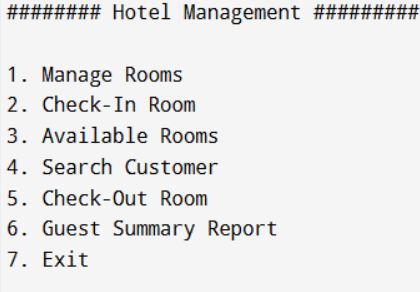 ######## Hotel Management #########
1. Manage Rooms
2. Check-In Room
3. Available Rooms
4. Search Customer
5. Check-Out Room
6. Guest Summary Report
7. Exit